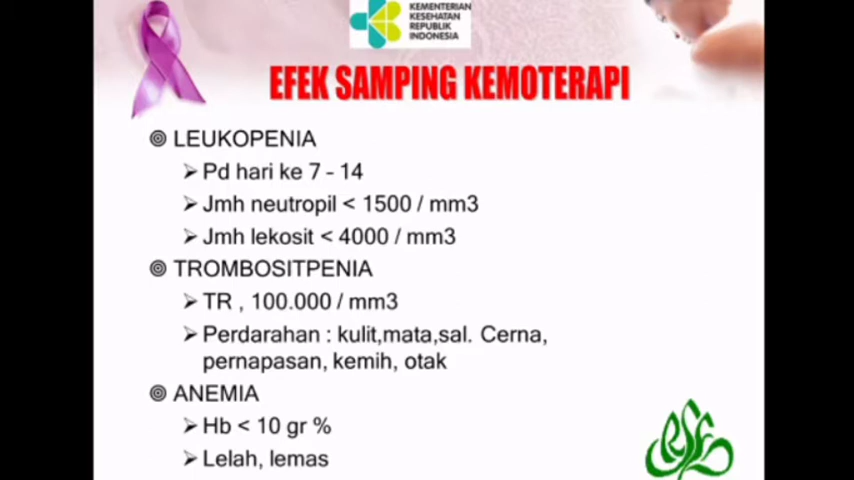 KEMENTERIAN
KESEHATAN
REPUBLIK
INDONESIA
EFEK SAMPING KEMOTERAPI
LEUKOPENIA
Pd hari ke 7 - 14
Jmh neutropil < 1500 / mm3
Jmh lekosit < 4000 / mm3
TROMBOSITPENIA
TR , 100.000 / mm3
Perdarahan : kulit,mata,sal. Cerna,
pernapasan, kemih, otak
ANEMIA
Hb < 10 gr %
Lelah, lemas